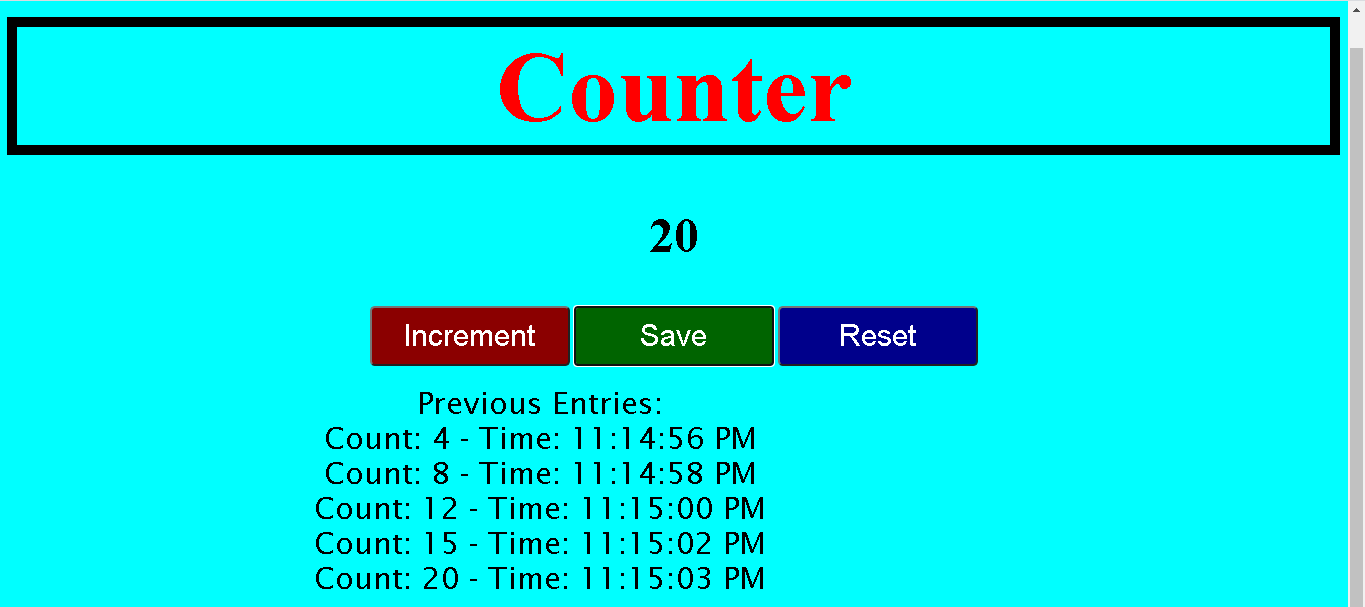 Counter
20
Increment Save Reset
Previous Entries:
Count: 4 - Time: 11:14:56 PM
Count: 8 - Time: 11:14:58 PM
Count: 12 - Time: 11:15:00 PM
Count: 15 - Time: 11:15:02 PM
Count: 20 - Time: 11:15:03 PM